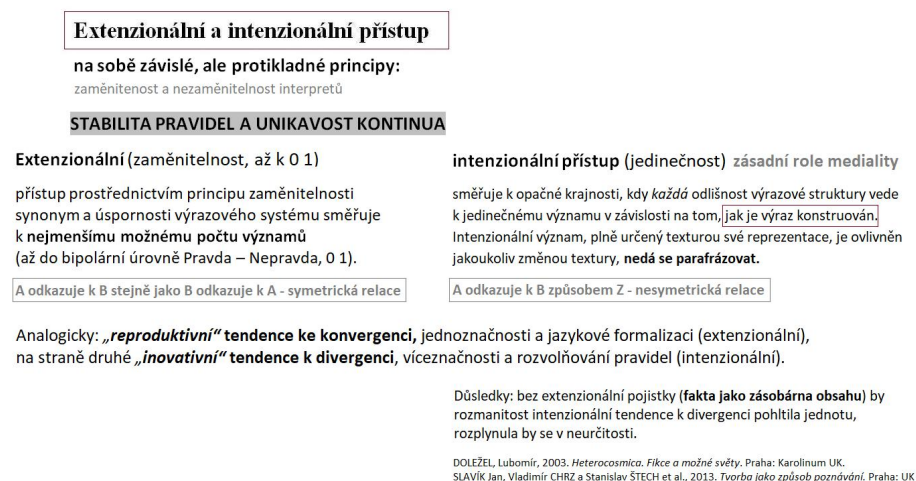 Extenzionální a intenzionální přístup
na sobě závislé, ale protikladné principy:
zaměnitenost a nezaměnitelnost interpretů
STABILITA PRAVIDEL A UNIKAVOST KONTINUA
Extenzionální (zaměnitelnost, až k 0 1)
přístup prostřednictvím principu zaměnitelnosti
synonym a úspornosti výrazového systému směřuje
k nejmenšímu možnému počtu významů
(až do bipolární úrovně Pravda – Nepravda, 0 1).
A odkazuje k B stejně jako B odkazuje k A - symetrická relace
intenzionální přístup (jedinečnost) zásadní role mediality
směřuje k opačné krajnosti, kdy každá odlišnost výrazové struktury vede
k jedinečnému významu v závislosti na tom, jak je výraz konstruován.
Intenzionální význam, plně určený texturou své reprezentace, je ovlivněn
jakoukoliv změnou textury, nedá se parafrázovat.
A odkazuje k B způsobem Z - nesymetrická relace
Analogicky: „reproduktivní“ tendence ke konvergenci, jednoznačnosti a jazykové formalizaci (extenzionální),
na straně druhé „inovativní“ tendence k divergenci, víceznačnosti a rozvolňování pravidel (intenzionální).
Důsledky: bez extenzionální pojistky (fakta jako zásobárna obsahu) by
rozmanitost intenzionální tendence k divergenci pohltila jednotu,
rozplynula by se v neurčitosti.
DOLEŽEL, Lubomír, 2003. Heterocosmica. Fikce a možné světy. Praha: Karolinum UK.
SLAVÍK Jan, Vladimír CHRZ a Stanislav ŠTECH et al., 2013. Tvorba jako způsob poznávání. Praha: UK